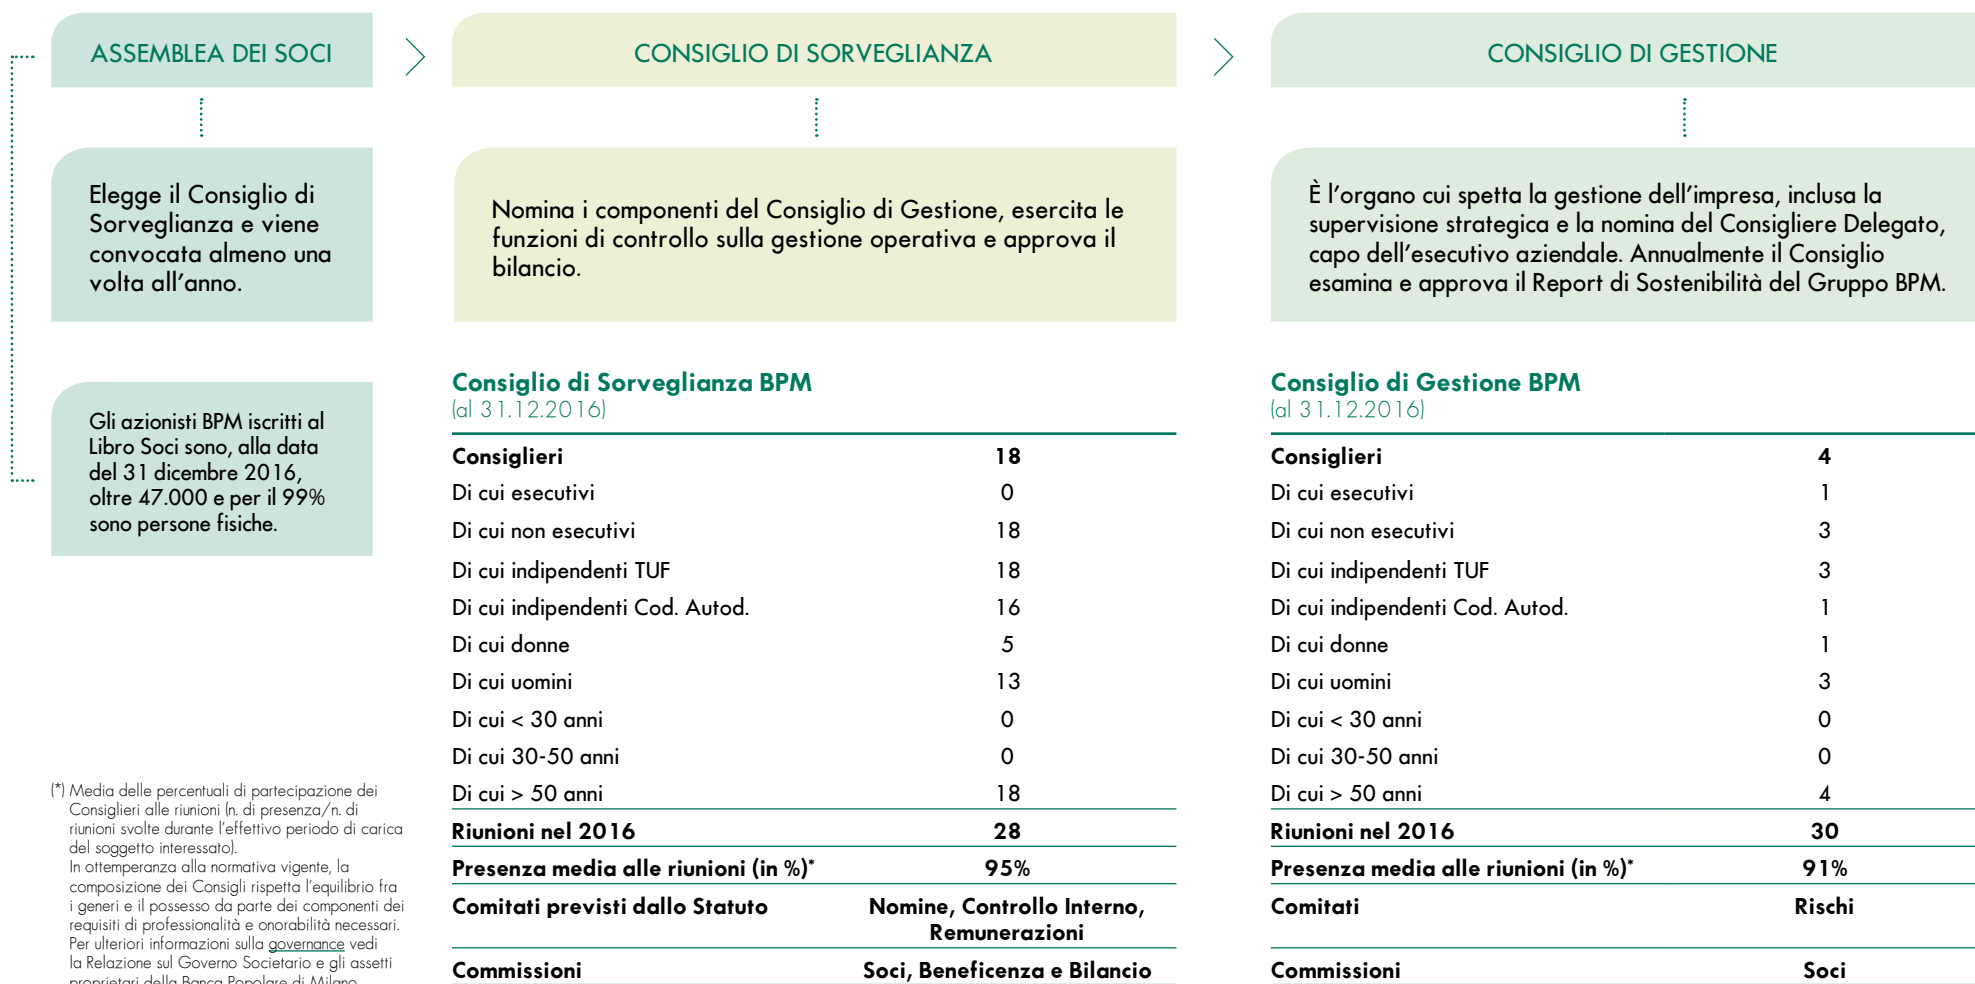 ASSEMBLEA DEI SOCI
CONSIGLIO DI SORVEGLIANZA
CONSIGLIO DI GESTIONE
Elegge il Consiglio di
Sorveglianza e viene
convocata almeno una
volta all'anno.
Nomina i componenti del Consiglio di Gestione, esercita le
funzioni di controllo sulla gestione operativa e approva il
bilancio.
È l'organo cui spetta la gestione dell'impresa, inclusa la
supervisione strategica e la nomina del Consigliere Delegato,
capo dell'esecutivo aziendale. Annualmente il Consiglio
esamina e approva il Report di Sostenibilità del Gruppo BPM.
Gli azionisti BPM iscritti al
Libro Soci sono, alla data
del 31 dicembre 2016,
oltre 47.000 e per il 99%
sono persone fisiche.
(*) Media delle percentuali di partecipazione dei
Consiglieri alle riunioni (n. di presenza/n. di
riunioni svolte durante l'effettivo periodo di carica
del soggetto interessato).
In ottemperanza alla normativa vigente, la
composizione dei Consigli rispetta l'equilibrio fra
i generi e il possesso da parte dei componenti dei
requisiti di professionalità e onorabilità necessari.
Per ulteriori informazioni sulla governance vedi
la Relazione sul Governo Societario e gli assetti
proprietari della Banca Popolare di Milano
Consiglio di Sorveglianza BPM
(al 31.12.2016)
Consiglieri 18
Di cui esecutivi 0
Di cui non esecutivi 18
Di cui indipendenti TUF 18
Di cui indipendenti Cod. Autod. 16
Di cui donne 5
Di cui uomini 13
Di cui < 30 anni 0
Di cui 30-50 anni 0
Di cui > 50 anni 18
Riunioni nel 2016 28
Presenza media alle riunioni (in %)* 95%
Comitati previsti dallo Statuto Nomine, Controllo Interno,
Remunerazioni
Commissioni Soci, Beneficenza e Bilancio
Consiglio di Gestione BPM
(al 31.12.2016)
Consiglieri 4
Di cui esecutivi 1
Di cui non esecutivi 3
Di cui indipendenti TUF 3
Di cui indipendenti Cod. Autod. 1
Di cui donne 1
Di cui uomini 3
Di cui < 30 anni 0
Di cui 30-50 anni 0
Di cui > 50 anni 4
Riunioni nel 2016 30
Presenza media alle riunioni (in %)* 91%
Comitati Rischi
Commissioni Soci